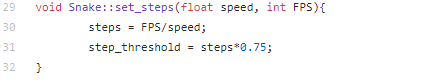 29 void Snake::set_steps(float speed, int FPS){
30 steps = FPS/speed;
31 step_threshold = steps*0.75;
32 }